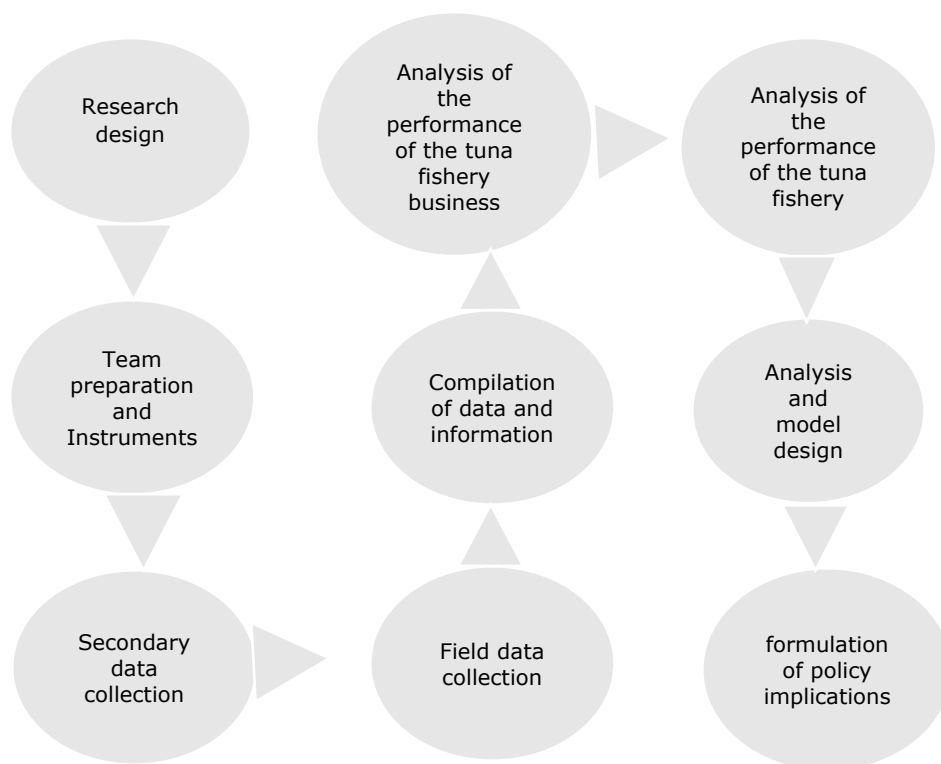 Research
design
Team
preparation
and
Instruments
Secondary
data
collection
Field data
collection
Compilation
of data and
information
Analysis of
the
performance
of the tuna
fishery
business
Analysis of
the
performance
of the tuna
fishery
Analysis
and
model
design
formulation
of policy
implications